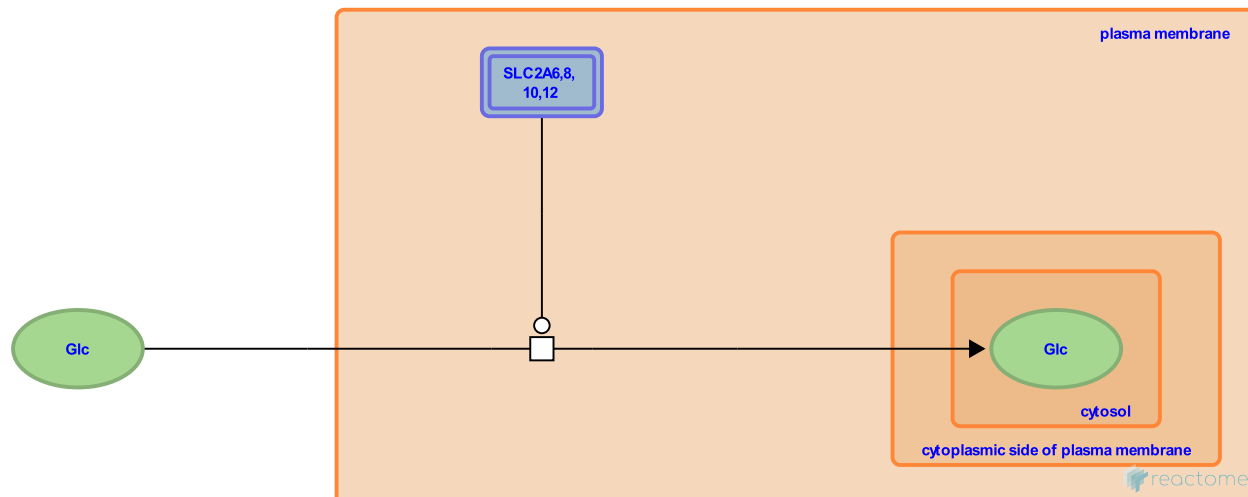 plasma membrane
SLC2A6,8,
10,12
Glc
Glc
cytosol
cytoplasmic side of plasma membrane
reactome